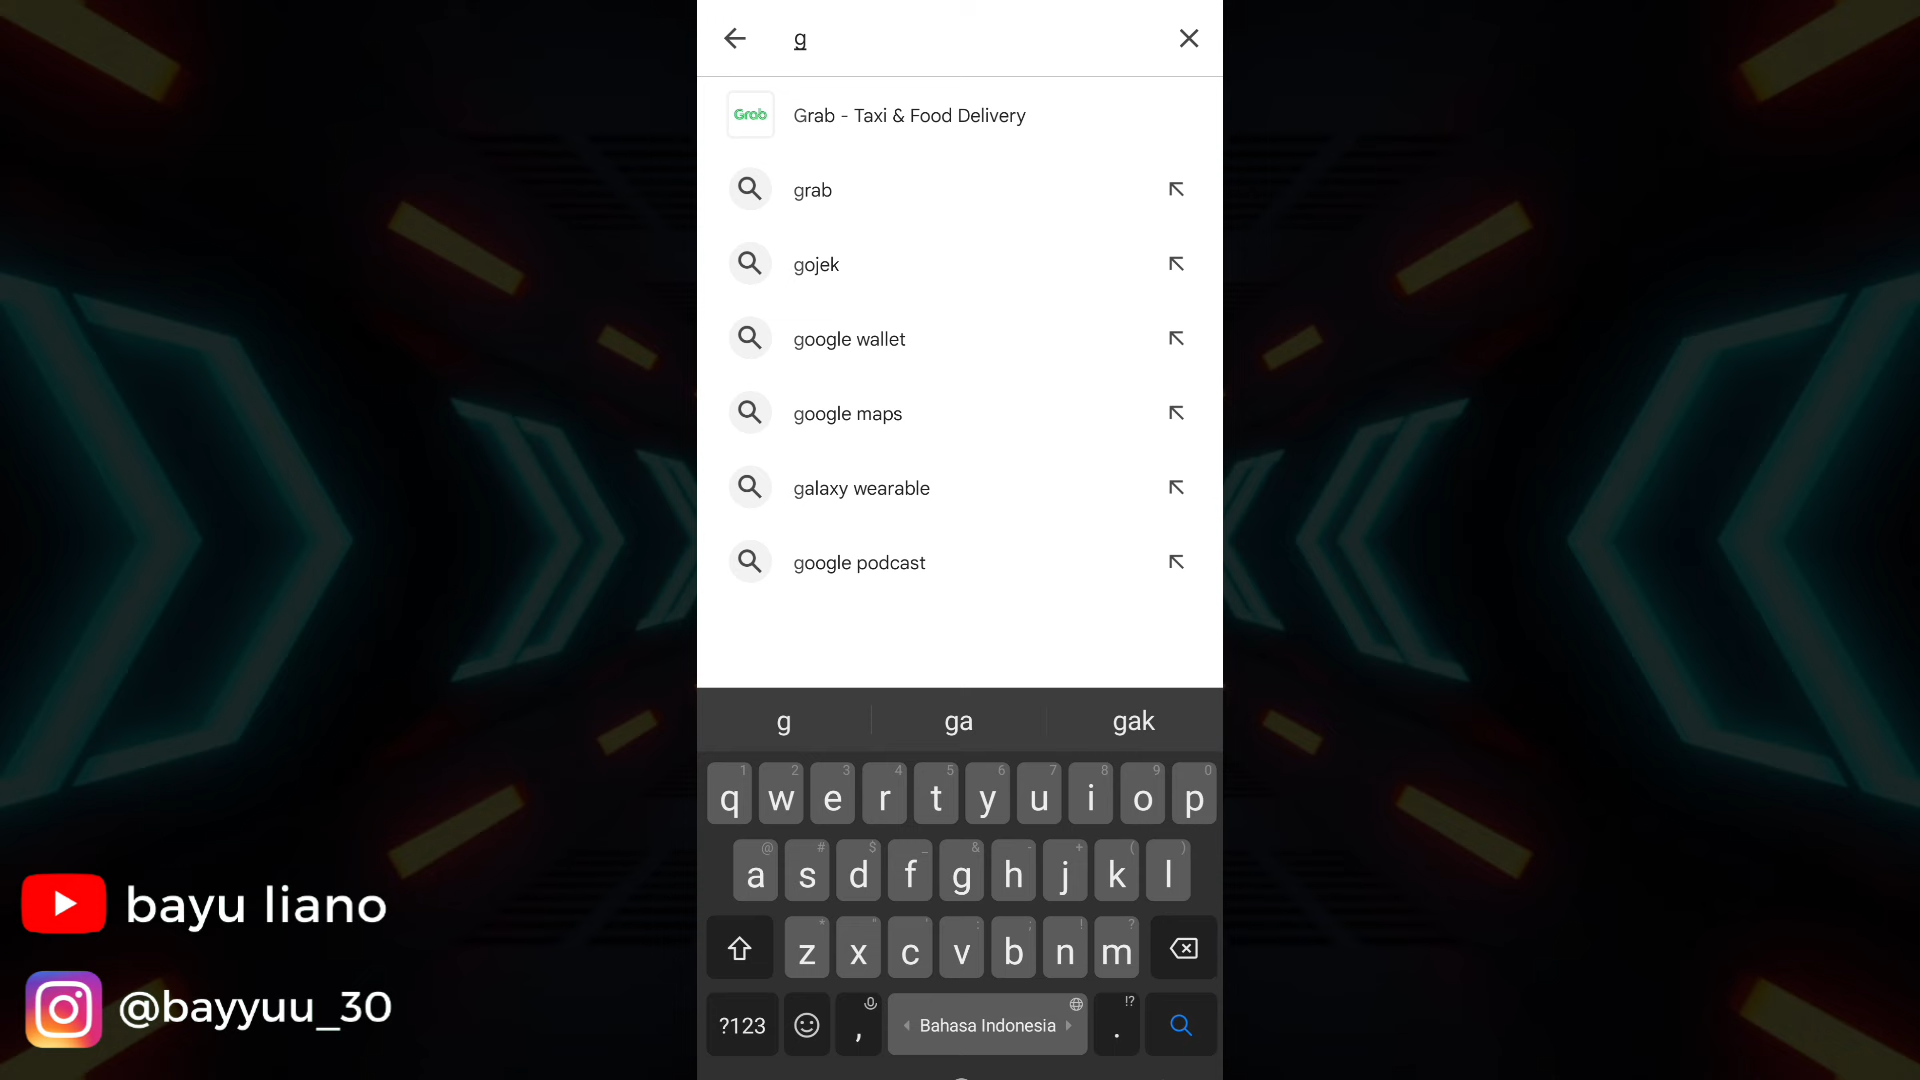 g
Grab
Grab - Taxi & Food Delivery
grab
gojek
google wallet
google maps
galaxy wearable
google podcast
g ga gak
1 2 3 4 5 6 7 8 9 0
q w e r t y u i o p
@ # $ _ & - + ( )
a s d f g h j k l
* " ' : ; ! ?
z x c v b n m
!?
?123 , Bahasa Indonesia .
bayu liano
@bayyuu_30